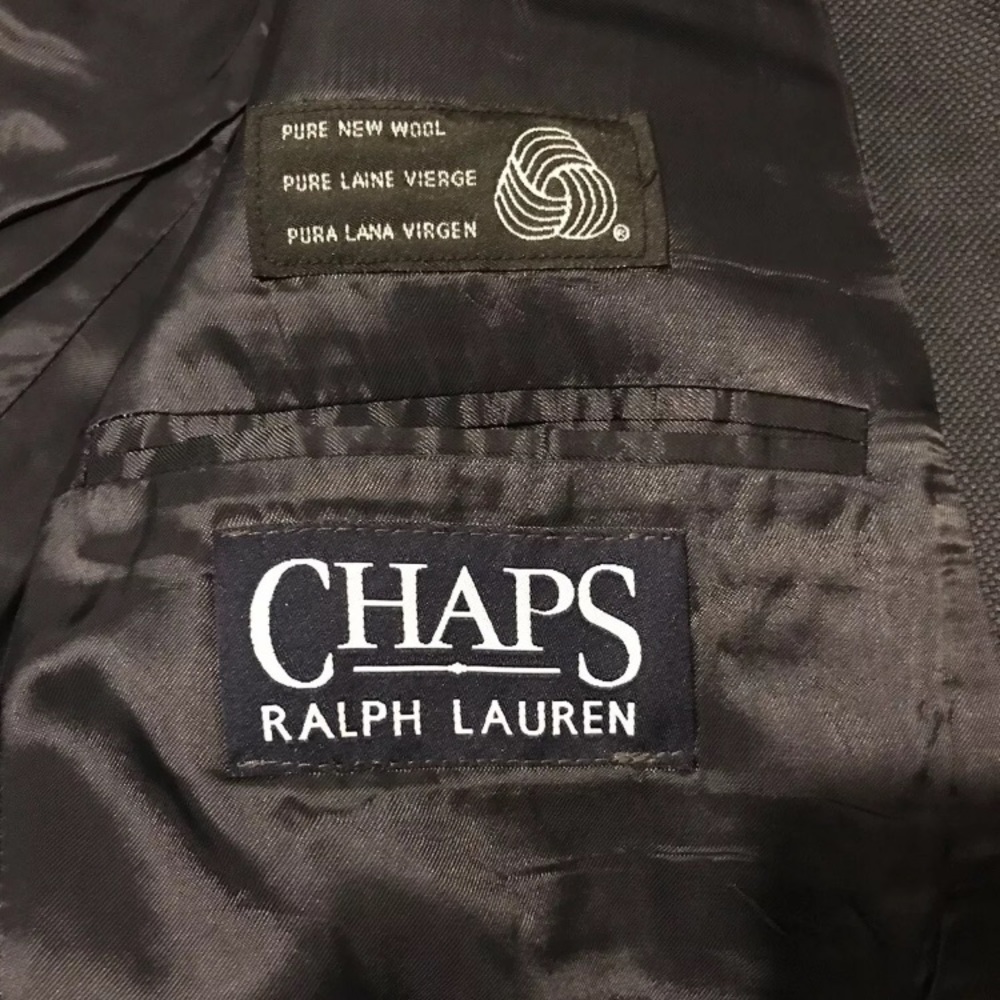 PURE NEW WOOL
PURE LAINE VIERGE
PURA LANA VIRGEN
®
CHAPS
RALPH LAUREN